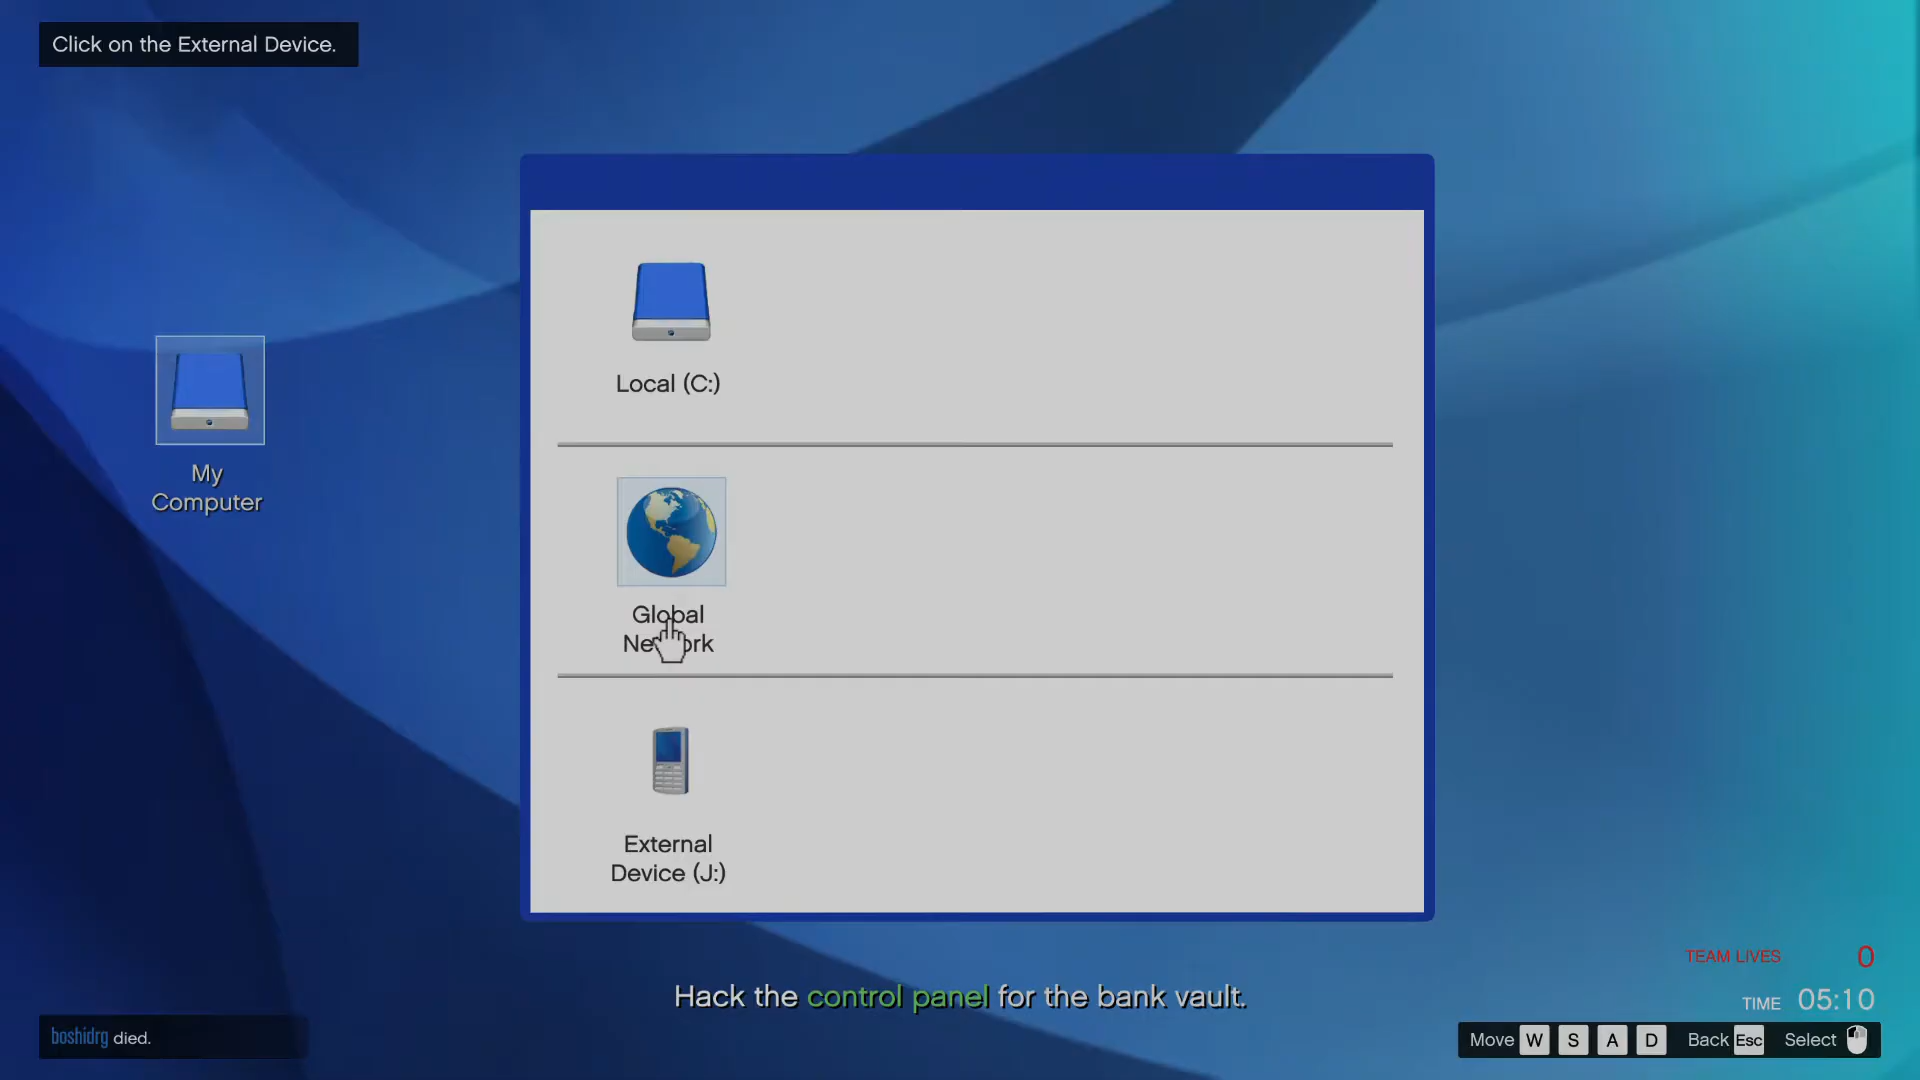 Click on the External Device.
Local (C:)
My
Computer
Global
Network
External
Device (J:)
TEAM LIVES 0
Hack the control panel for the bank vault.
TIME 05:10
boshidrg died.
Move W S A D Back Esc Select